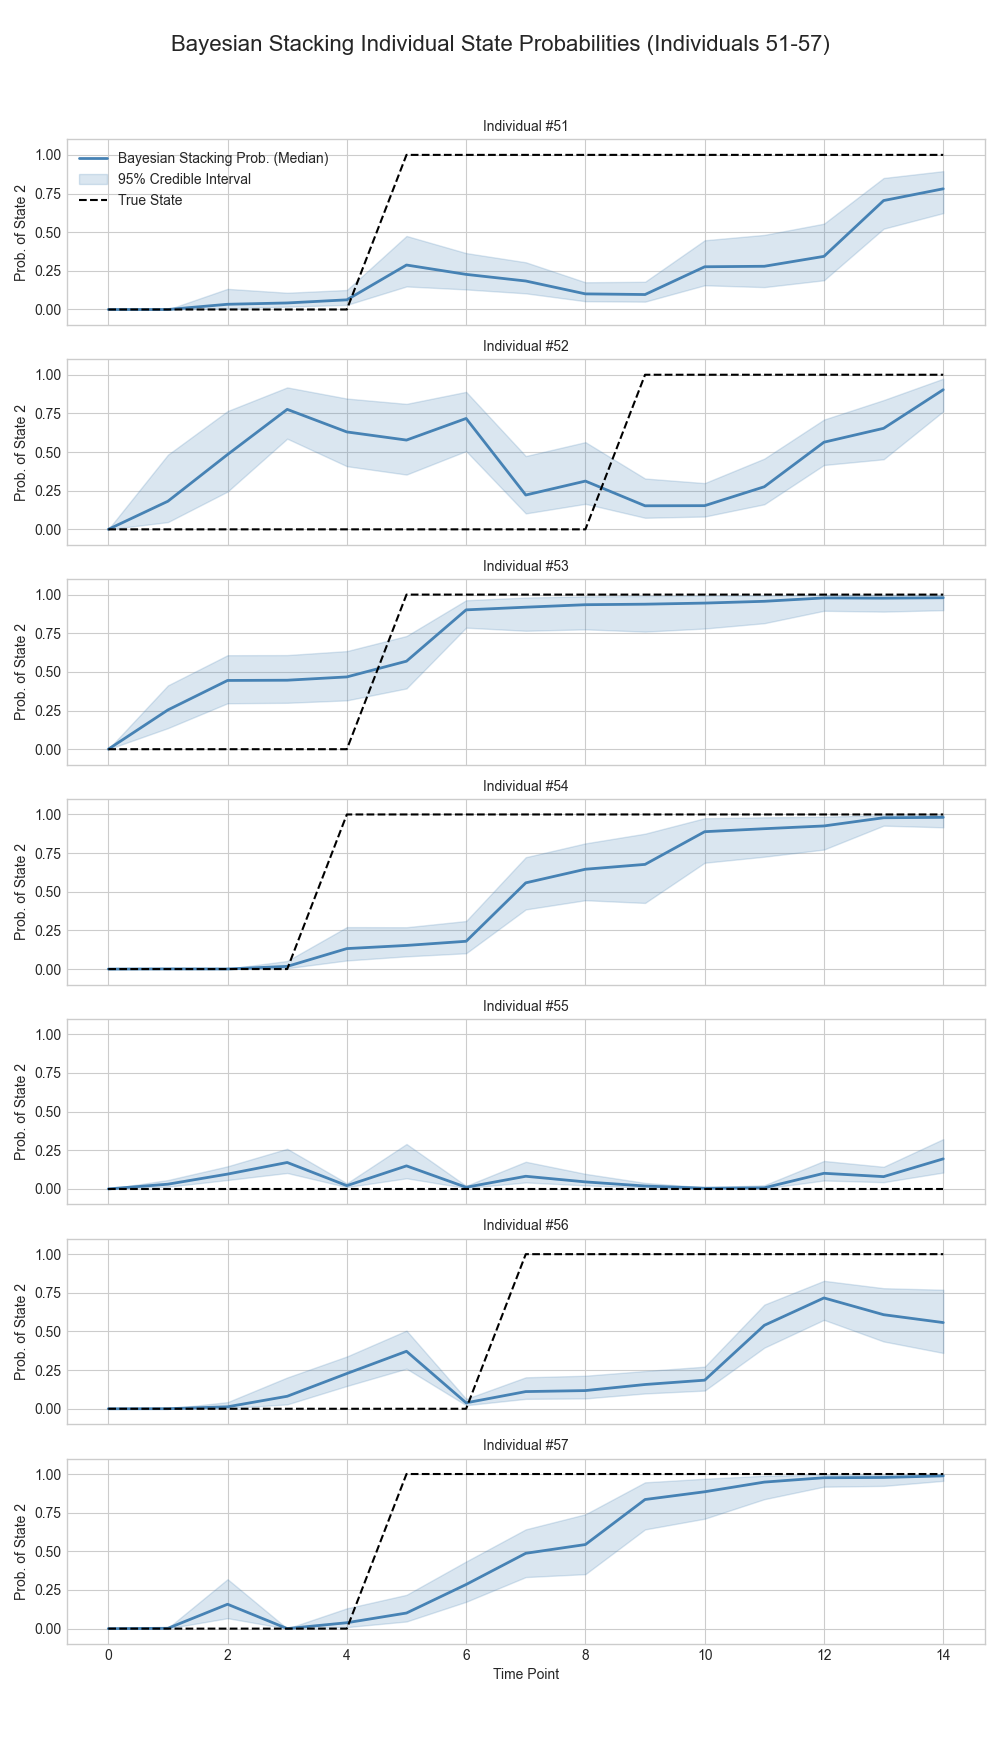 Bayesian Stacking Individual State Probabilities (Individuals 51-57)
Individual #51
Prob. of State 2
1.00
0.75
0.50
0.25
0.00
Bayesian Stacking Prob. (Median)
95% Credible Interval
True State
Individual #52
Prob. of State 2
1.00
0.75
0.50
0.25
0.00
Individual #53
Prob. of State 2
1.00
0.75
0.50
0.25
0.00
Individual #54
Prob. of State 2
1.00
0.75
0.50
0.25
0.00
Individual #55
Prob. of State 2
1.00
0.75
0.50
0.25
0.00
Individual #56
Prob. of State 2
1.00
0.75
0.50
0.25
0.00
Individual #57
Prob. of State 2
1.00
0.75
0.50
0.25
0.00
0 2 4 6 8 10 12 14
Time Point